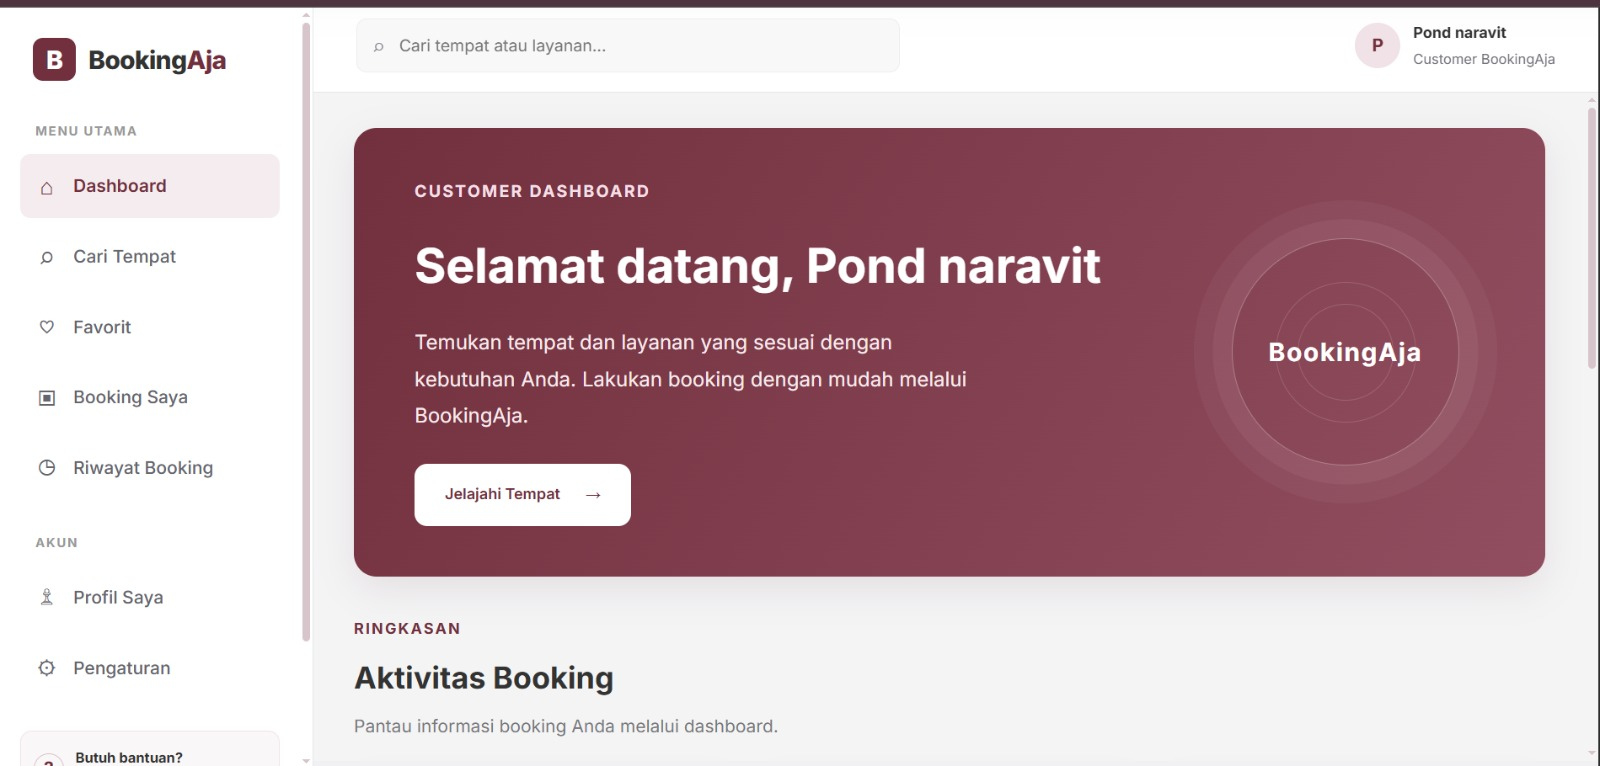 B BookingAja
MENU UTAMA
Dashboard
Cari Tempat
Favorit
Booking Saya
Riwayat Booking
AKUN
Profil Saya
Pengaturan
Butuh bantuan?
Cari tempat atau layanan...
P
Pond naravit
Customer BookingAja
CUSTOMER DASHBOARD
Selamat datang, Pond naravit
Temukan tempat dan layanan yang sesuai dengan
kebutuhan Anda. Lakukan booking dengan mudah melalui
BookingAja.
Jelajahi Tempat →
BookingAja
RINGKASAN
Aktivitas Booking
Pantau informasi booking Anda melalui dashboard.